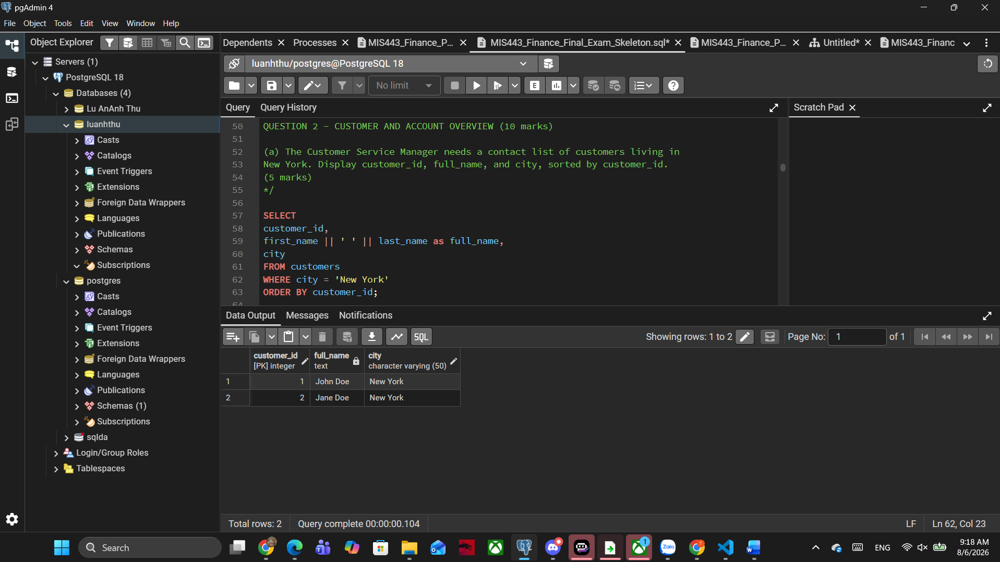 pgAdmin 4
File Object Tools Edit View Window Help
Object Explorer
Dependents Processes MIS443_Finance_P... MIS443_Finance_Final_Exam_Skeleton.sql* MIS443_Finance_P... Untitled* MIS443_Financ
Servers (1)
PostgreSQL 18
Databases (4)
Lu AnAnh Thu
luanhthu
Casts
Catalogs
Event Triggers
Extensions
Foreign Data Wrappers
Languages
Publications
Schemas
Subscriptions
postgres
Casts
Catalogs
Event Triggers
Extensions
Foreign Data Wrappers
Languages
Publications
Schemas (1)
Subscriptions
sqlda
Login/Group Roles
Tablespaces
luanhthu/postgres@PostgreSQL 18
No limit
E
Query Query History
Scratch Pad
50 QUESTION 2 - CUSTOMER AND ACCOUNT OVERVIEW (10 marks)
51
52 (a) The Customer Service Manager needs a contact list of customers living in
53 New York. Display customer_id, full_name, and city, sorted by customer_id.
54 (5 marks)
55 */
56
57 SELECT
58 customer_id,
59 first_name || ' ' || last_name as full_name,
60 city
61 FROM customers
62 WHERE city = 'New York'
63 ORDER BY customer_id;
64
Data Output Messages Notifications
SQL
Showing rows: 1 to 2 Page No: 1 of 1
customer_id full_name city
[PK] integer text character varying (50)
1 1 John Doe New York
2 2 Jane Doe New York
Total rows: 2 Query complete 00:00:00.104 LF Ln 62, Col 23
Search
Zalo
1
ENG
9:18 AM
8/6/2026